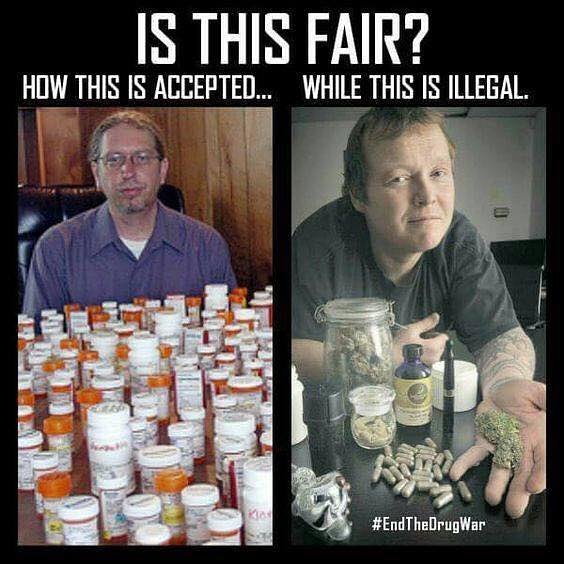 IS THIS FAIR?
HOW THIS IS ACCEPTED...
WHILE THIS IS ILLEGAL.
#EndTheDrugWar